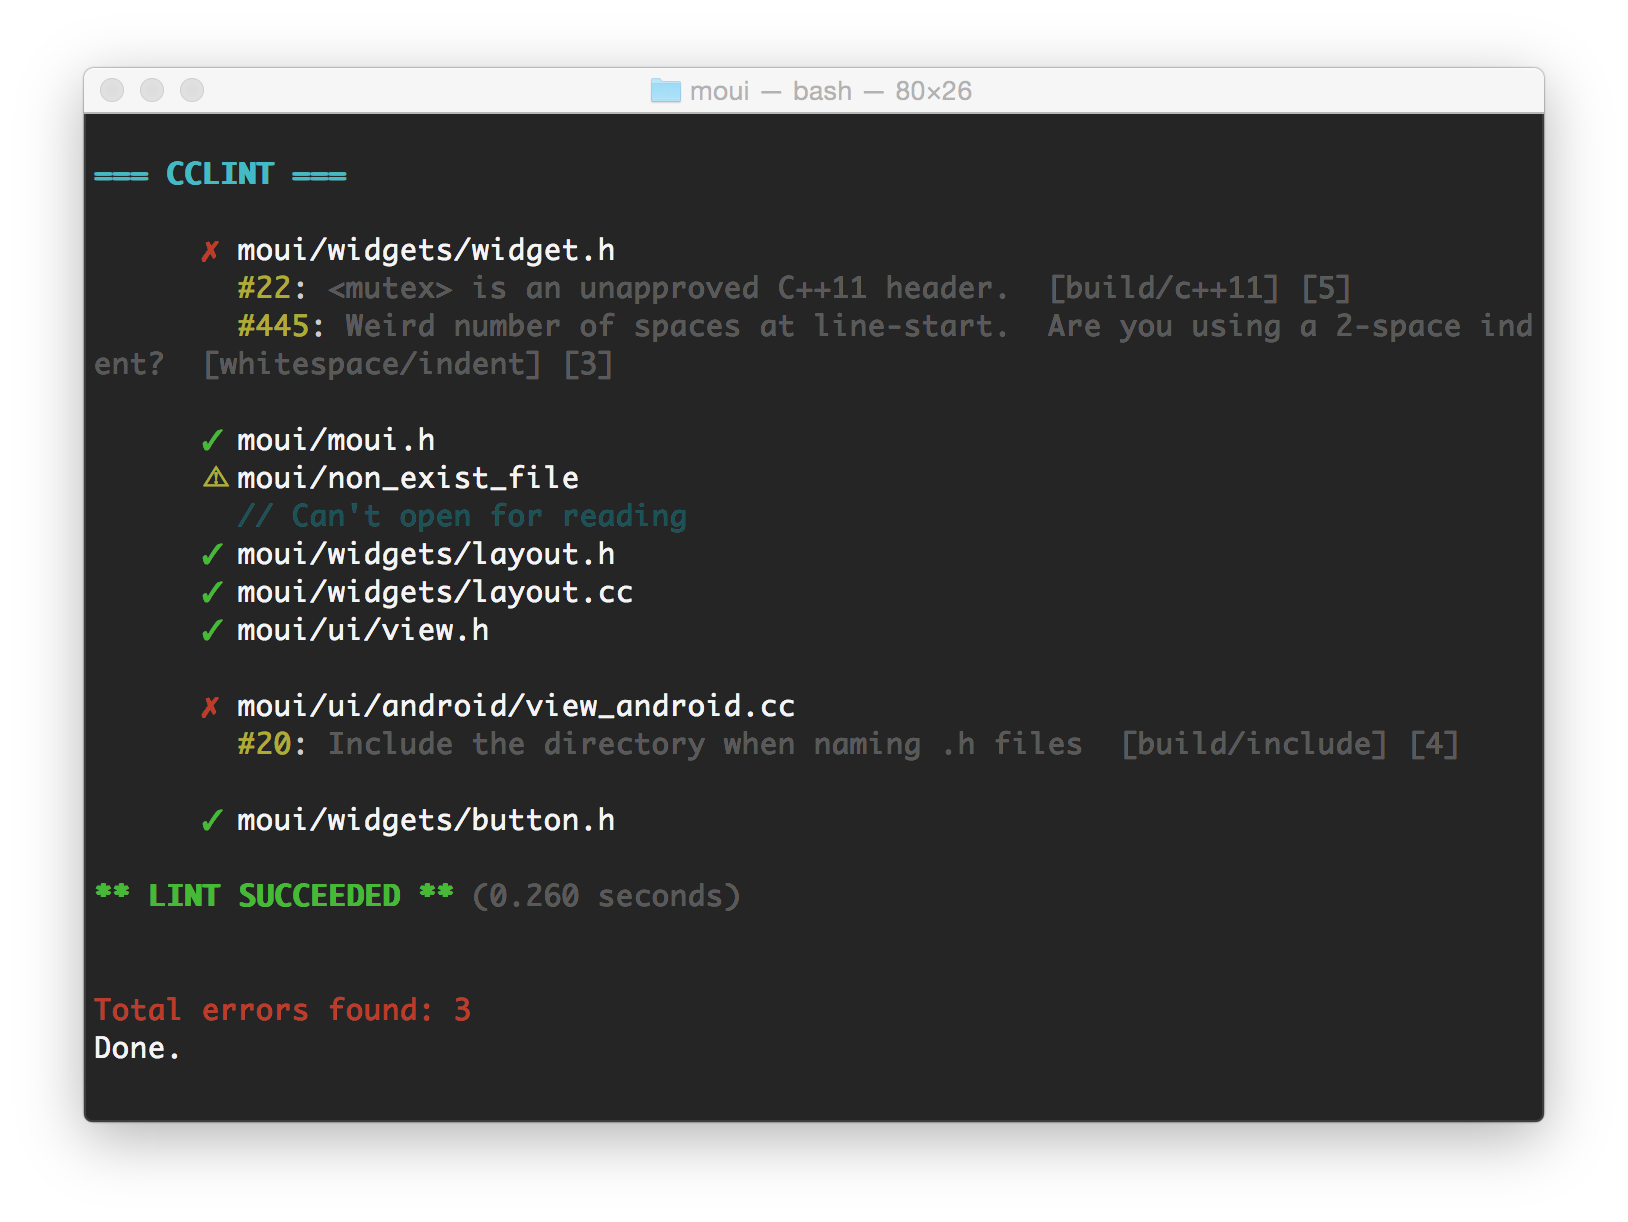 moui — bash — 80×26
=== CCLINT ===
✗ moui/widgets/widget.h
#22: <mutex> is an unapproved C++11 header.  [build/c++11] [5]
#445: Weird number of spaces at line-start.  Are you using a 2-space ind
ent?  [whitespace/indent] [3]
✓ moui/moui.h
⚠ moui/non_exist_file
// Can't open for reading
✓ moui/widgets/layout.h
✓ moui/widgets/layout.cc
✓ moui/ui/view.h
✗ moui/ui/android/view_android.cc
#20: Include the directory when naming .h files  [build/include] [4]
✓ moui/widgets/button.h
** LINT SUCCEEDED ** (0.260 seconds)
Total errors found: 3
Done.